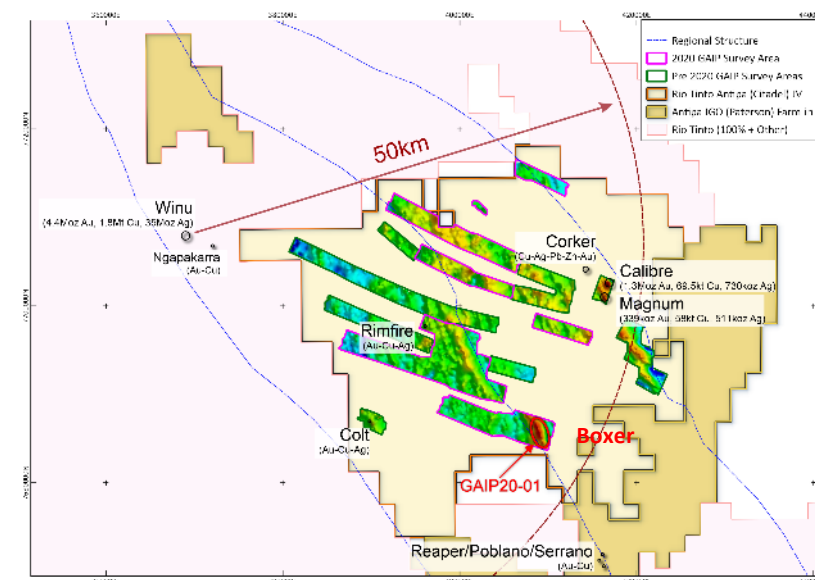 Regional Structure
2020 GAIP Survey Area
Pre 2020 GAIP Survey Areas
Rio Tinto Antipa (Citadel) JV
Antipa IGO (Paterson) Farm in
Rio Tinto (100% + Other)
50km
Winu
(4.4Moz Au, 1.8Mt Cu, 35Moz Ag)
Ngapakarra
(Au-Cu)
Corker
(Cu-Ag-Pb-Zn-Au)
Calibre
(1.3Moz Au, 69.5kt Cu, 730koz Ag)
Magnum
(339koz Au, 58kt Cu, 511koz Ag)
Rimfire
(Au-Cu-Ag)
Colt
(Au-Cu-Ag)
Boxer
GAIP20-01
Reaper/Poblano/Serrano
(Au-Cu)